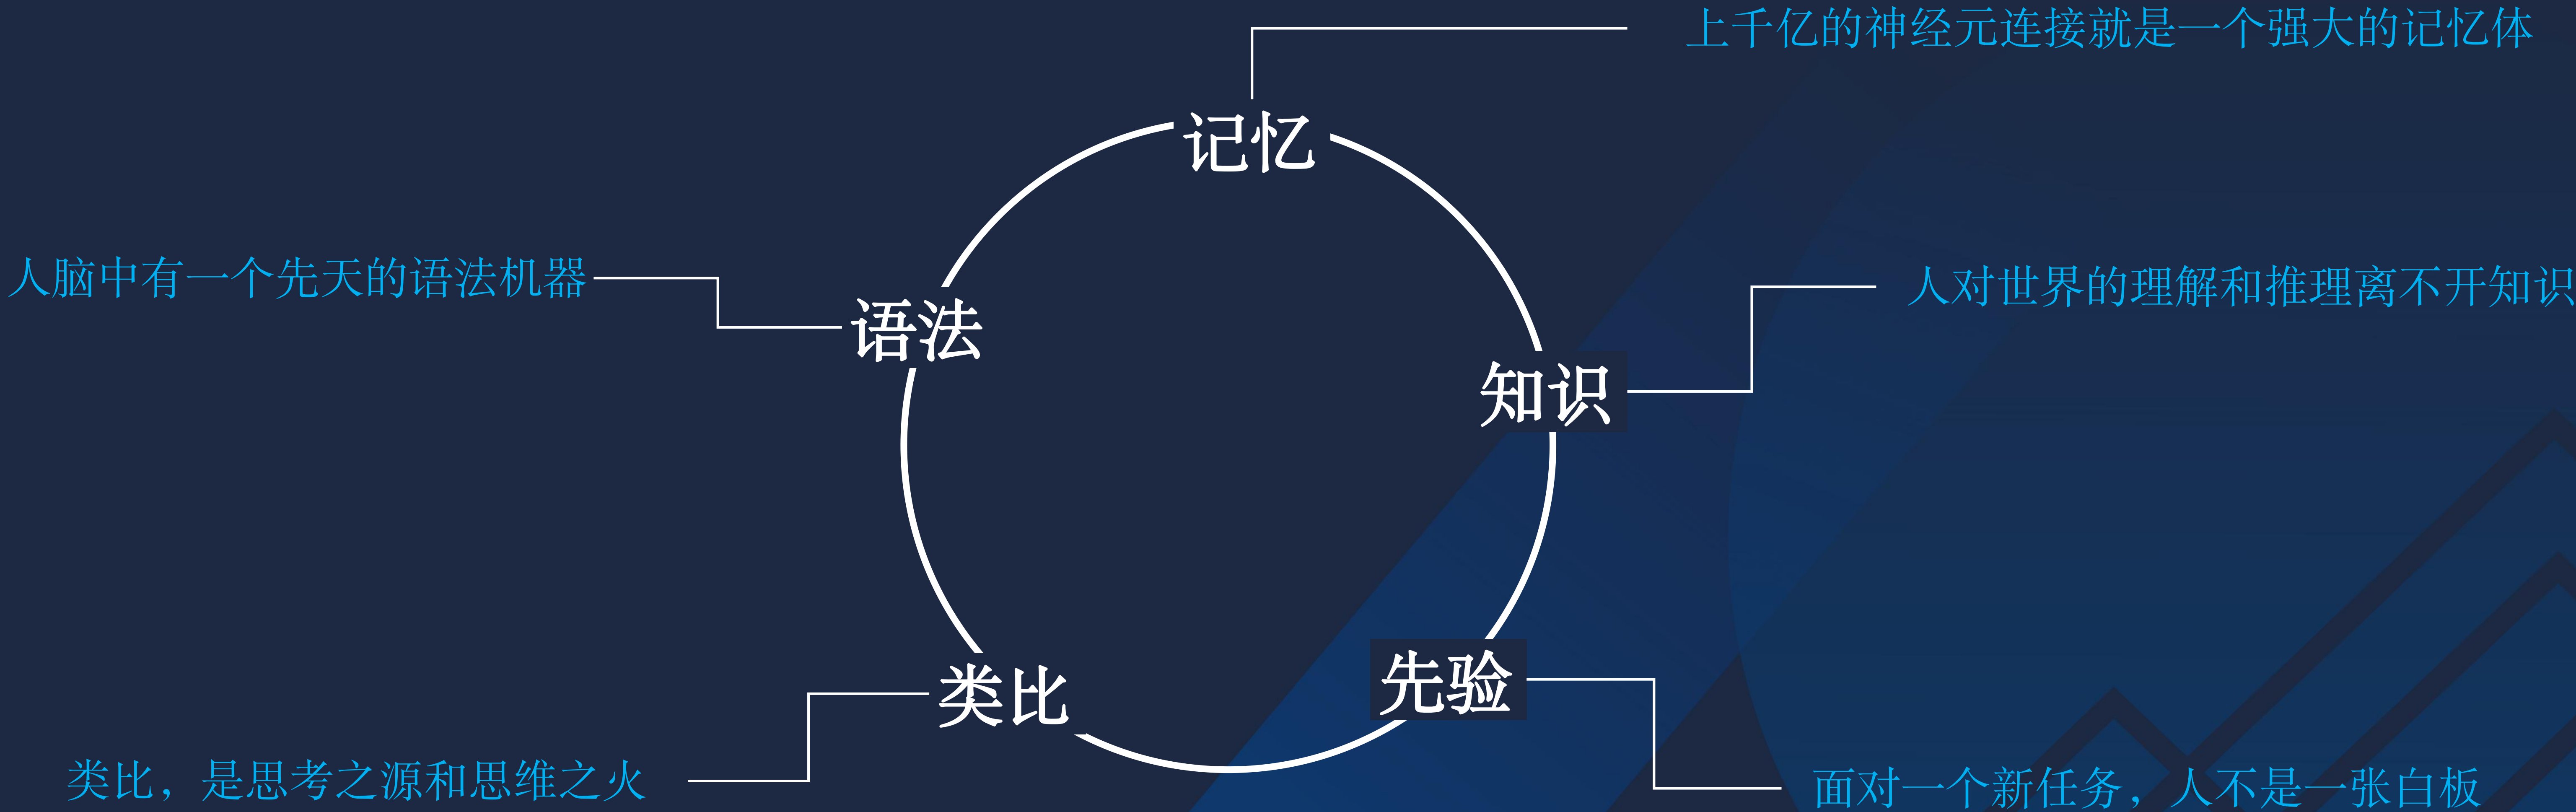 上千亿的神经元连接就是一个强大的记忆体
记忆
人脑中有一个先天的语法机器
语法
人对世界的理解和推理离不开知识
知识
类比
先验
类比，是思考之源和思维之火
面对一个新任务，人不是一张白板